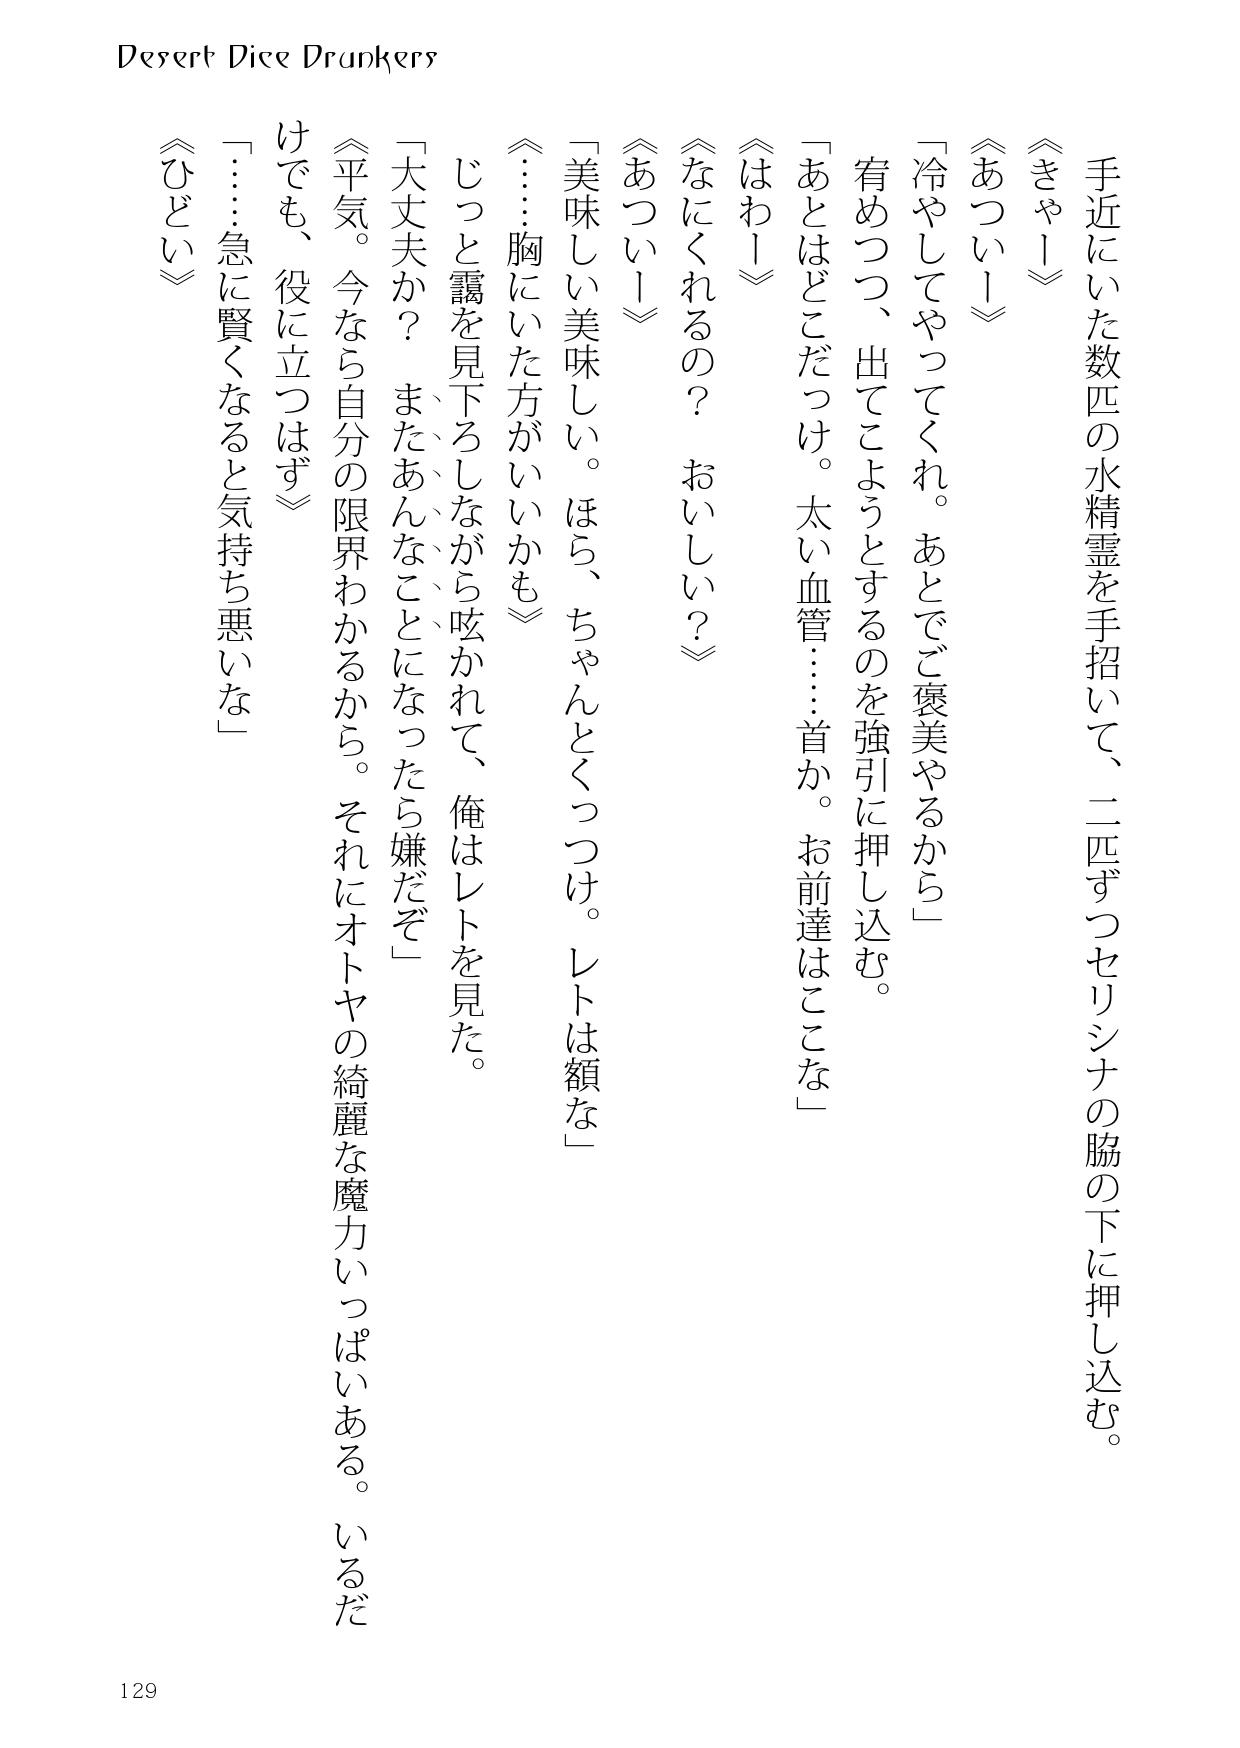 Desert Dice Drunkers
　手近にいた数匹の水精霊を手招いて、二匹ずつセリシナの脇の下に押し込む。
《きゃー》
《あついー》
「冷やしてやってくれ。あとでご褒美やるから」
　宥めつつ、出てこようとするのを強引に押し込む。
「あとはどこだっけ。太い血管……首か。お前達はここな」
《はわー》
《なにくれるの？　おいしい？》
《あついー》
「美味しい美味しい。ほら、ちゃんとくっつけ。レトは額な」
《……胸にいた方がいいかも》
　じっと靄を見下ろしながら呟かれて、俺はレトを見た。
「大丈夫か？　またあんなことになったら嫌だぞ」
《平気。今なら自分の限界わかるから。それにオトヤの綺麗な魔力いっぱいある。いるだ
けでも、役に立つはず》
「……急に賢くなると気持ち悪いな」
《ひどい》
129